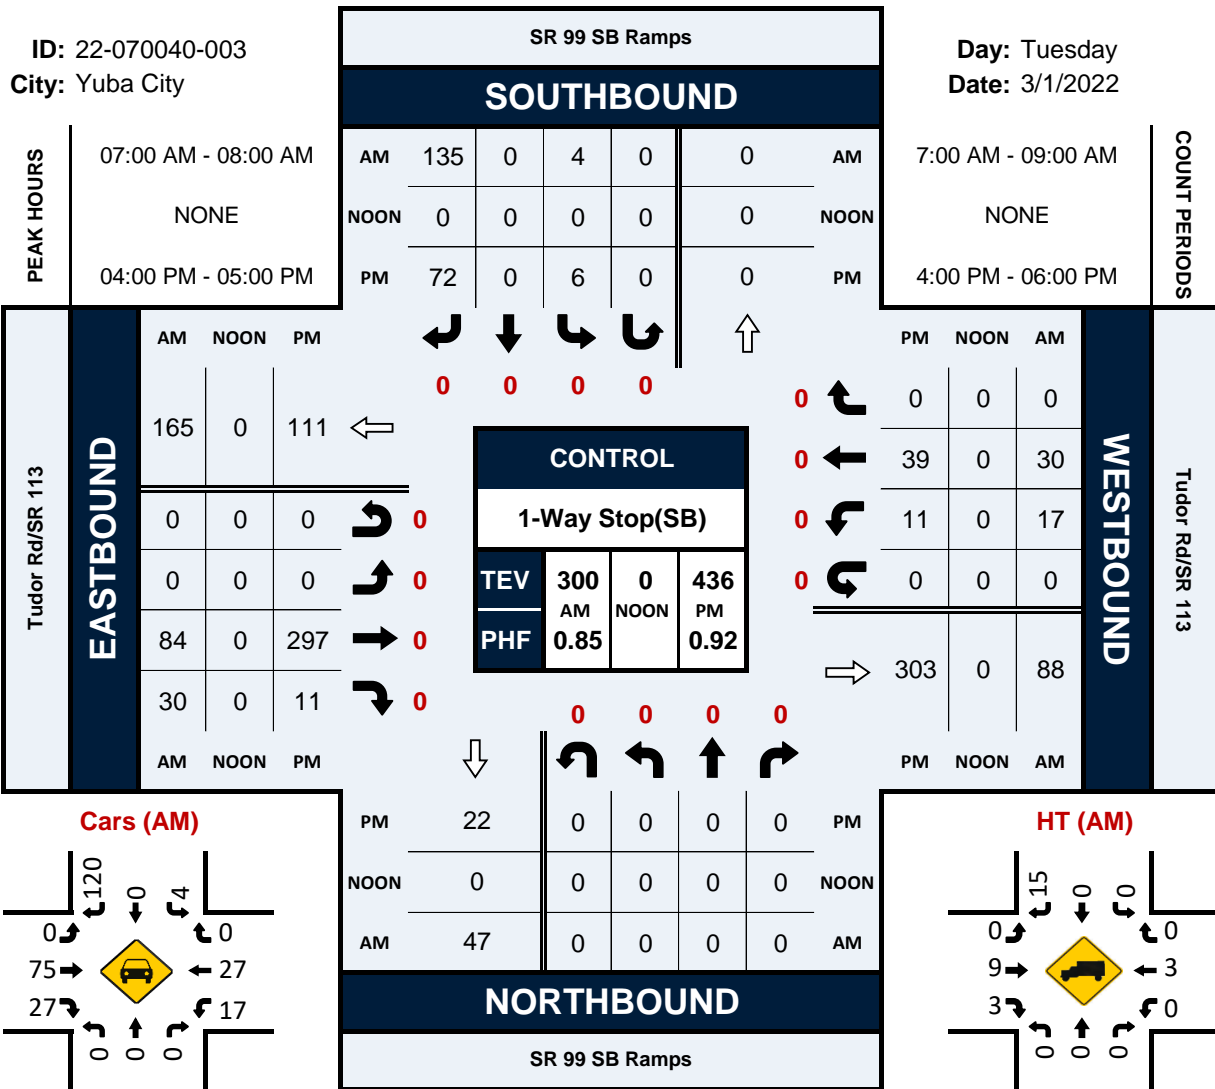 SR 99 SB Ramps
ID: 22-070040-003
Day: Tuesday
City: Yuba City
Date: 3/1/2022
SOUTHBOUND
PEAK HOURS
07:00 AM - 08:00 AM
NONE
04:00 PM - 05:00 PM
AM 135 0 4 0 0 AM
NOON 0 0 0 0 0 NOON
PM 72 0 6 0 0 PM
7:00 AM - 09:00 AM
NONE
4:00 PM - 06:00 PM
COUNT PERIODS
0 0 0 0
Tudor Rd/SR 113
EASTBOUND
AM NOON PM
165 0 111
0 0 0 0
0 0 0 0
84 0 297 0
30 0 11 0
AM NOON PM
CONTROL
1-Way Stop(SB)
TEV 300 0 436
AM NOON PM
PHF 0.85 0.92
PM NOON AM
0 0 0 0
0 39 0 30
0 11 0 17
0 0 0 0
303 0 88
PM NOON AM
WESTBOUND
Tudor Rd/SR 113
0 0 0 0
PM 22 0 0 0 0 PM
NOON 0 0 0 0 0 NOON
AM 47 0 0 0 0 AM
NORTHBOUND
SR 99 SB Ramps
Cars (AM)
120 0 4
0 0
75 27
27 17
0 0 0
HT (AM)
15 0 0
0 0
9 3
3 0
0 0 0